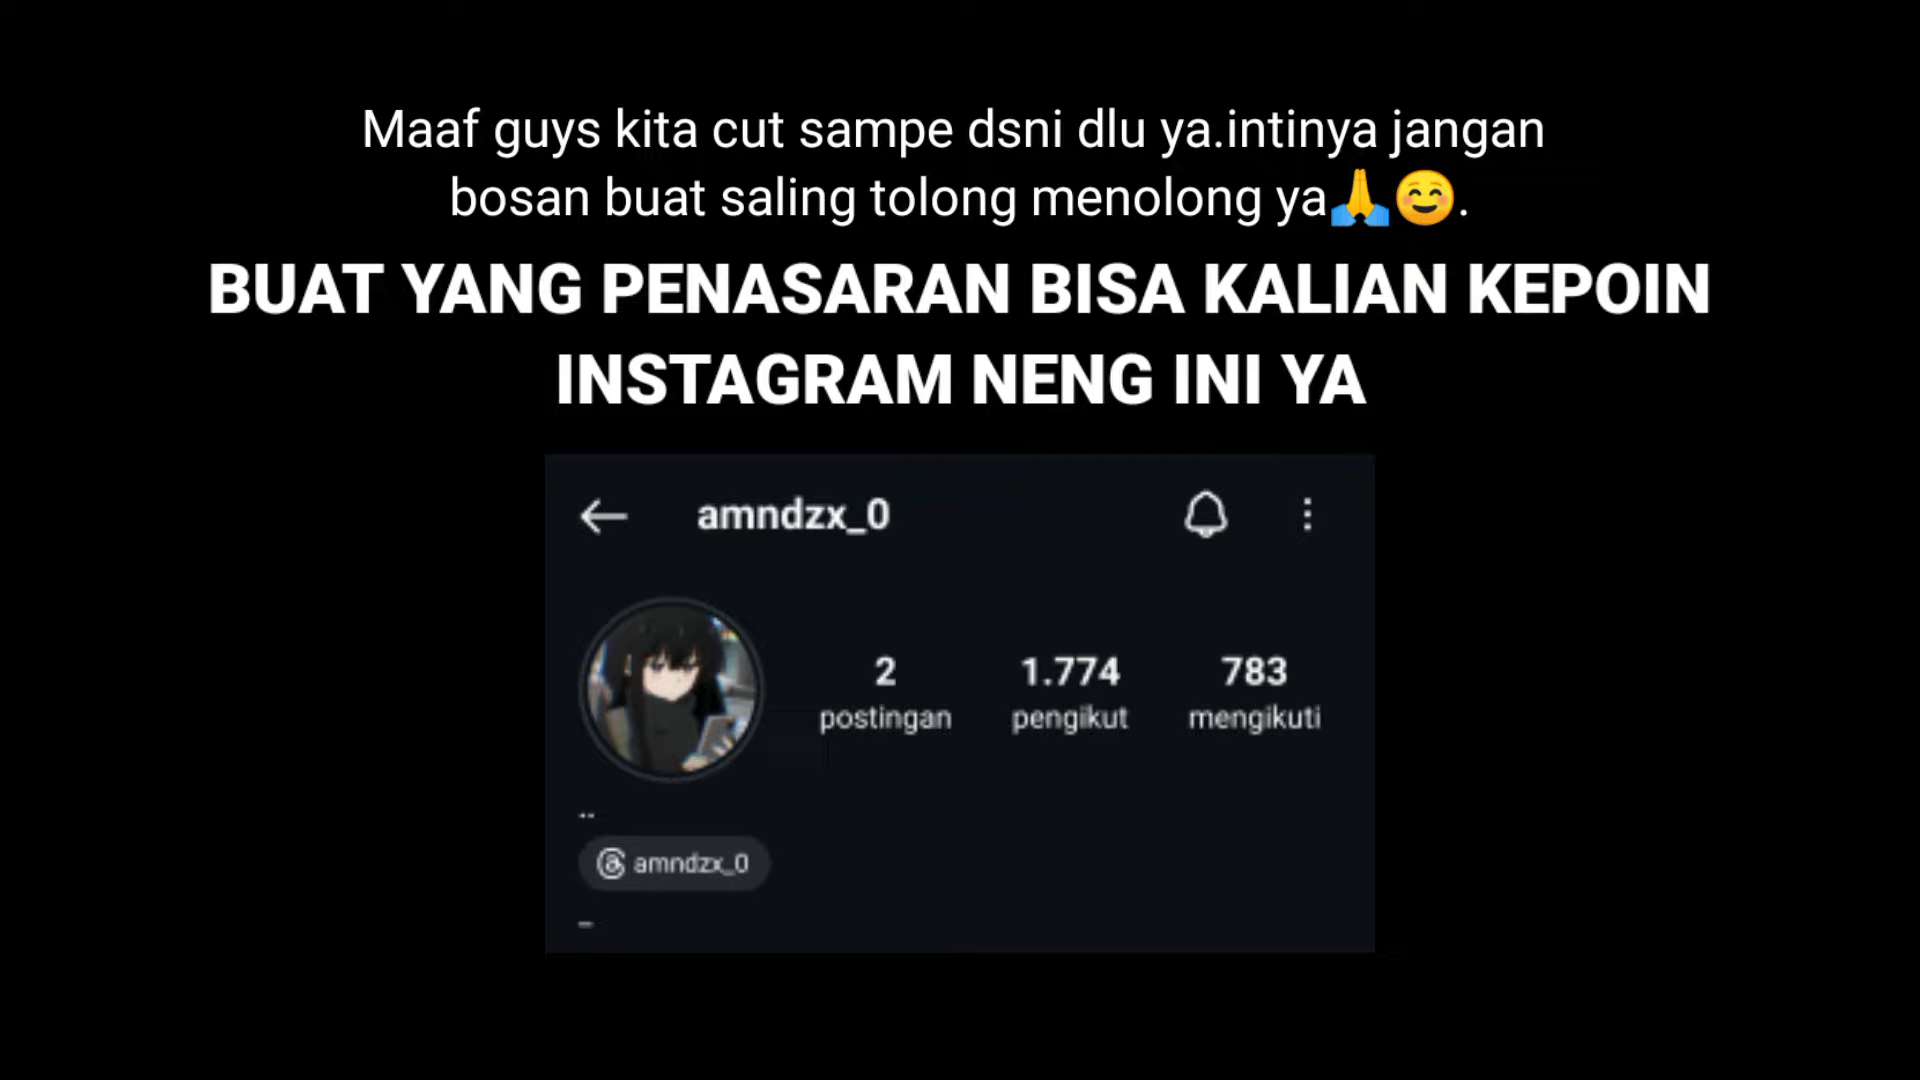 Maaf guys kita cut sampe dsni dlu ya.intinya jangan
bosan buat saling tolong menolong ya🙏☺️.
BUAT YANG PENASARAN BISA KALIAN KEPOIN
INSTAGRAM NENG INI YA
amndzx_0
2 1.774 783
postingan pengikut mengikuti
..
amndzx_0
_